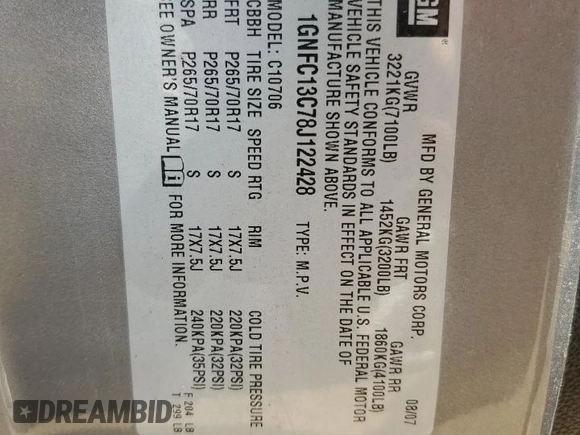 GM
MFD BY GENERAL MOTORS CORP. 08/07
GVWR GAWR FRT GAWR RR
3221KG(7100LB) 1452KG(3200LB) 1860KG(4100LB)
THIS VEHICLE CONFORMS TO ALL APPLICABLE U.S. FEDERAL MOTOR
VEHICLE SAFETY STANDARDS IN EFFECT ON THE DATE OF
MANUFACTURE SHOWN ABOVE.
1GNFC13C78J122428 TYPE: M.P.V.
MODEL: C10706
CBBH TIRE SIZE SPEED RTG RIM COLD TIRE PRESSURE
FRT P265/70R17 S 17X7.5J 220KPA(32PSI)
RR P265/70R17 S 17X7.5J 220KPA(32PSI)
SPA P265/70R17 S 17X7.5J 240KPA(35PSI)
EE OWNER'S MANUAL i FOR MORE INFORMATION.
F 204 LB
T 299 LB
DREAMBID